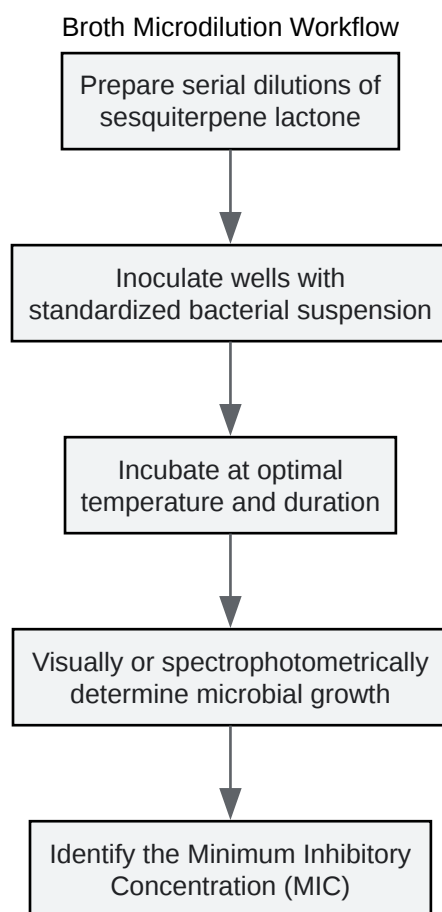 Broth Microdilution Workflow
Prepare serial dilutions of
sesquiterpene lactone
Inoculate wells with
standardized bacterial suspension
Incubate at optimal
temperature and duration
Visually or spectrophotometrically
determine microbial growth
Identify the Minimum Inhibitory
Concentration (MIC)